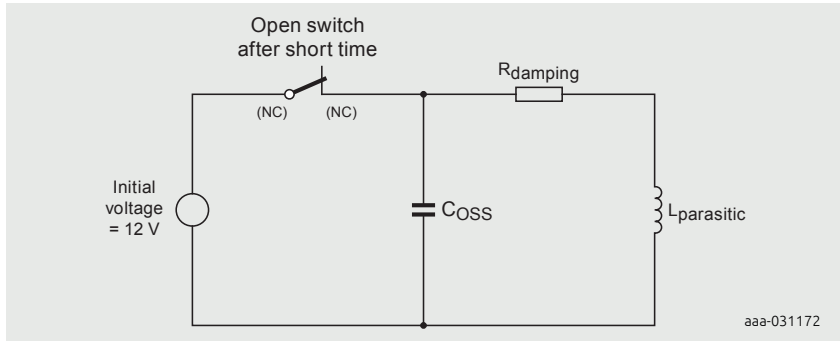 Open switch
after short time
(NC)
(NC)
Rdamping
Initial
voltage
= 12 V
COSS
Lparasitic
aaa-031172